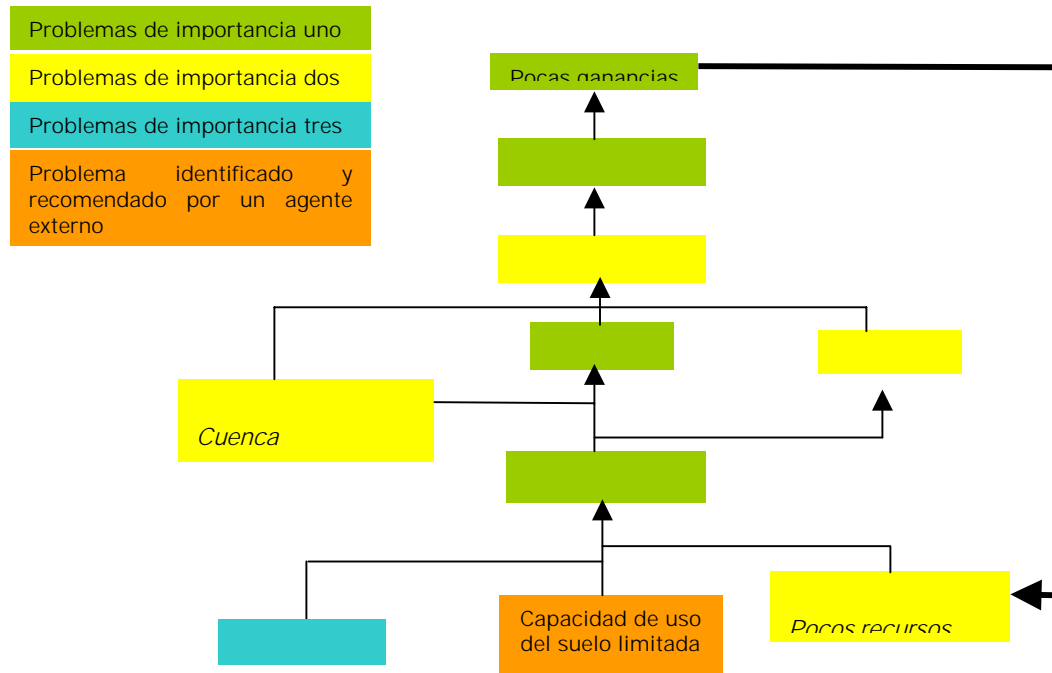 Problemas de importancia uno
Problemas de importancia dos
Problemas de importancia tres
Problema identificado y
recomendado por un agente
externo
Pocas ganancias
Cuenca
Capacidad de uso
del suelo limitada
Pocos recursos